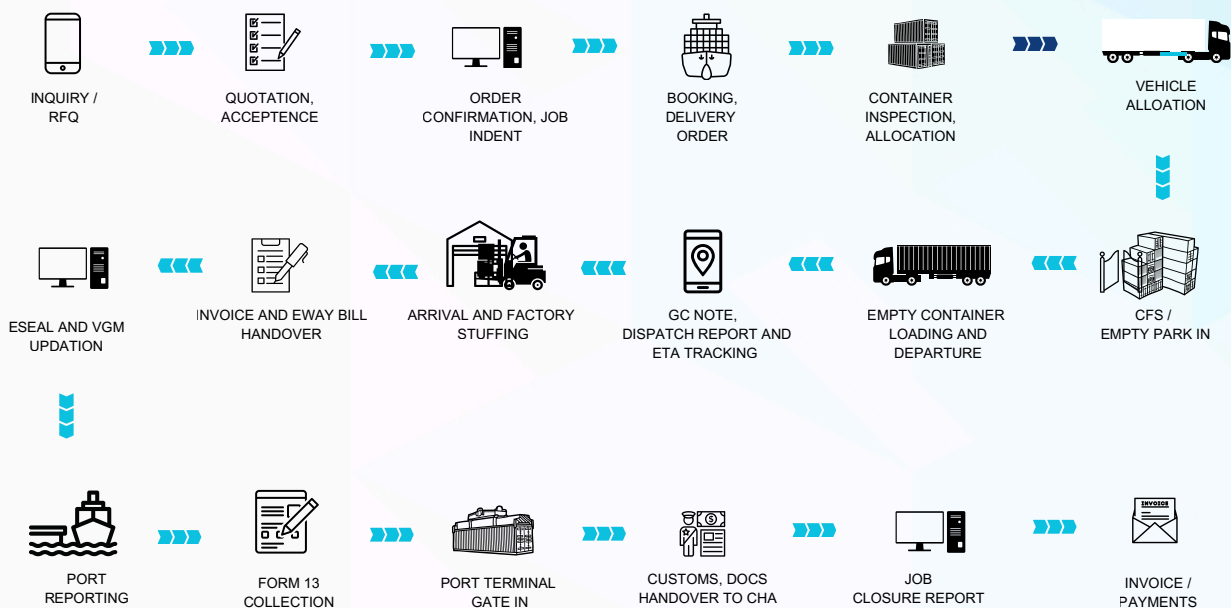 INQUIRY /
RFQ
QUOTATION,
ACCEPTENCE
ORDER
CONFIRMATION, JOB
INDENT
BOOKING,
DELIVERY
ORDER
CONTAINER
INSPECTION,
ALLOCATION
VEHICLE
ALLOATION
CFS /
EMPTY PARK IN
EMPTY CONTAINER
LOADING AND
DEPARTURE
GC NOTE,
DISPATCH REPORT AND
ETA TRACKING
ARRIVAL AND FACTORY
STUFFING
INVOICE AND EWAY BILL
HANDOVER
ESEAL AND VGM
UPDATION
PORT
REPORTING
FORM 13
COLLECTION
PORT TERMINAL
GATE IN
CUSTOMS, DOCS
HANDOVER TO CHA
JOB
CLOSURE REPORT
INVOICE
INVOICE /
PAYMENTS